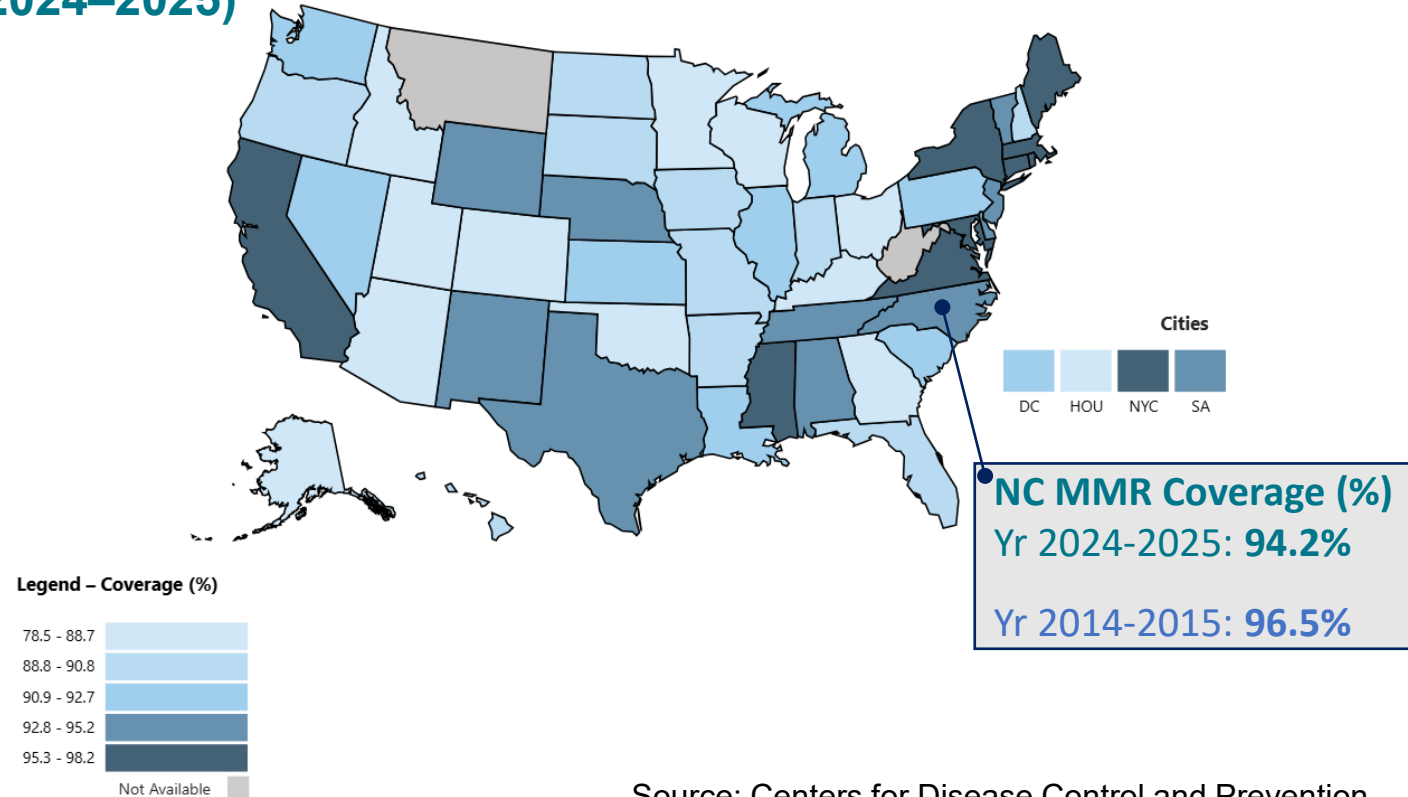 2024–2025)
Cities
DC HOU NYC SA
NC MMR Coverage (%)
Yr 2024-2025: 94.2%
Yr 2014-2015: 96.5%
Legend – Coverage (%)
78.5 - 88.7
88.8 - 90.8
90.9 - 92.7
92.8 - 95.2
95.3 - 98.2
Not Available
Source: Centers for Disease Control and Prevention